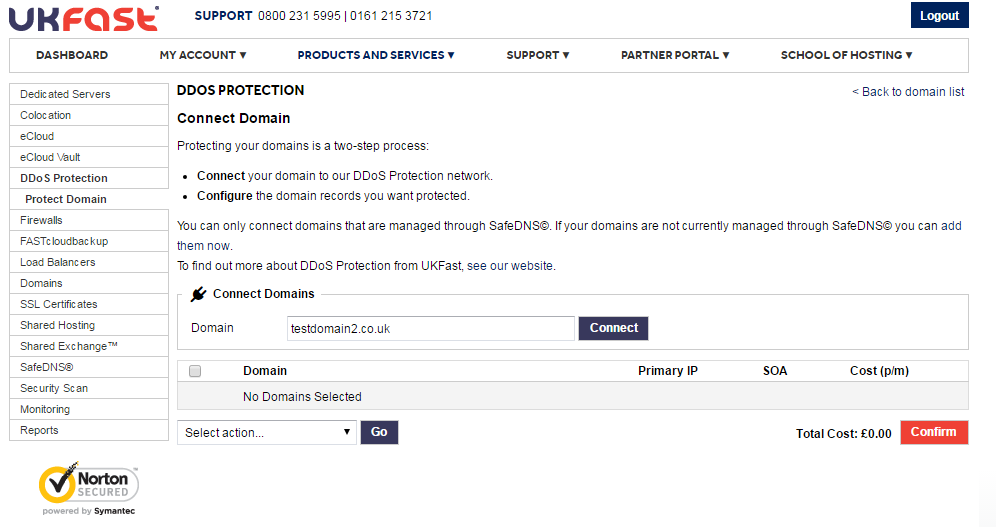 UKFAST
SUPPORT 0800 231 5995 | 0161 215 3721
Logout
DASHBOARD MY ACCOUNT ▼ PRODUCTS AND SERVICES ▼ SUPPORT ▼ PARTNER PORTAL ▼ SCHOOL OF HOSTING ▼
Dedicated Servers
Colocation
eCloud
eCloud Vault
DDoS Protection
Protect Domain
Firewalls
FASTcloudbackup
Load Balancers
Domains
SSL Certificates
Shared Hosting
Shared Exchange™
SafeDNS®
Security Scan
Monitoring
Reports
Norton™
SECURED
powered by Symantec
DDOS PROTECTION
< Back to domain list
Connect Domain
Protecting your domains is a two-step process:
• Connect your domain to our DDoS Protection network.
• Configure the domain records you want protected.
You can only connect domains that are managed through SafeDNS©. If your domains are not currently managed through SafeDNS© you can add
them now.
To find out more about DDoS Protection from UKFast, see our website.
Connect Domains
Domain testdomain2.co.uk Connect
Domain Primary IP SOA Cost (p/m)
No Domains Selected
Select action... ▼ Go
Total Cost: £0.00 Confirm